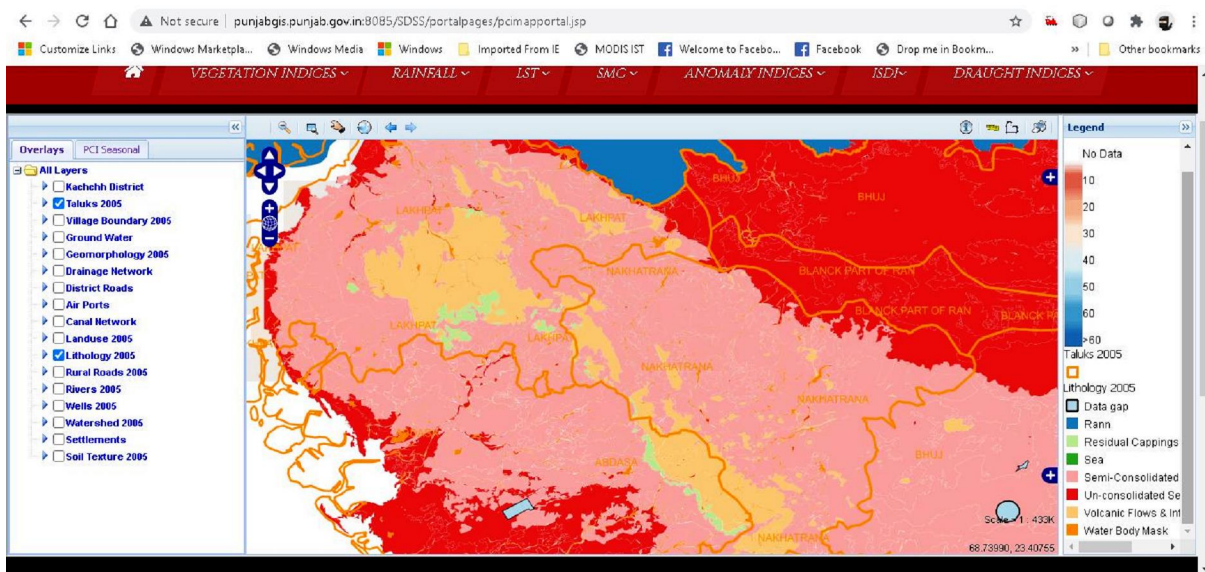 Not secure | punjabgis.punjab.gov.in:8085/SDSS/portalpages/pcimapportal.jsp
Customize Links Windows Marketpla... Windows Media Windows Imported From IE MODIS IST Welcome to Facebo... Facebook Drop me in Bookm... » Other bookmarks
VEGETATION INDICES RAINFALL LST SMC ANOMALY INDICES ISDI DRAUGHT INDICES
Overlays PCI Seasonal
All Layers
Kachchh District
Taluks 2005
Village Boundary 2005
Ground Water
Geomorphology 2005
Drainage Network
District Roads
Air Ports
Canal Network
Landuse 2005
Lithology 2005
Rural Roads 2005
Rivers 2005
Wells 2005
Watershed 2005
Settlements
Soil Texture 2005
BHUJ
BHUJ
LAKHPAT
LAKHPAT
NAKHATRANA
BLANCK PART OF RAN
BLANCK PART OF RAN
BLANCK PA
LAKHPAT
LAKHPAT
NAKHATRANA
NAKHATRANA
BHUJ
ABDASA
NAKHATRANA
Scale = 1 : 433K
68.73990, 23.40755
Legend
No Data
10
20
30
40
50
60
>60
Taluks 2005
Lithology 2005
Data gap
Rann
Residual Cappings
Sea
Semi-Consolidated
Un-consolidated Se
Volcanic Flows & Int
Water Body Mask